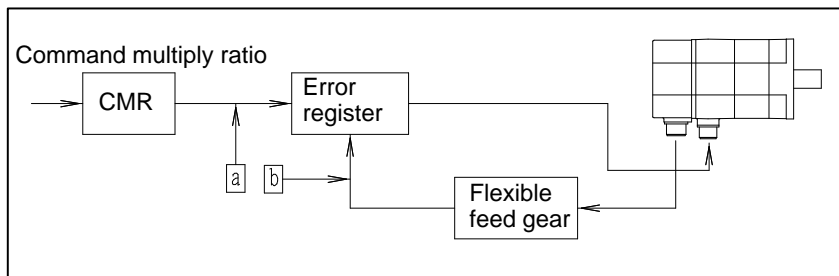 Command multiply ratio
CMR
Error
register
a
b
Flexible
feed gear